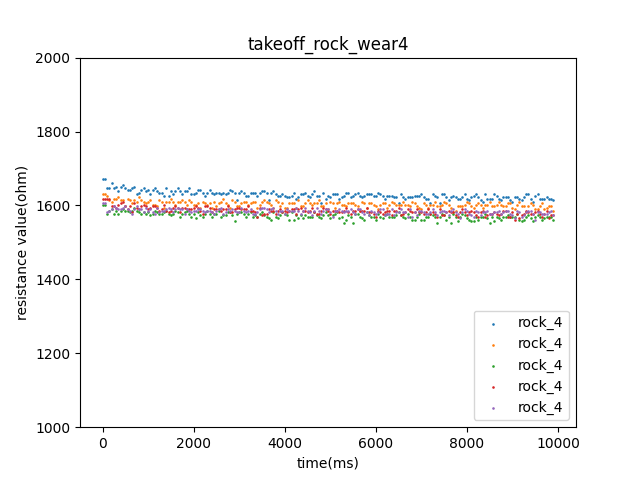 takeoff_rock_wear4
resistance value(ohm)
2000
1800
1600
1400
1200
1000
0
2000
4000
6000
8000
10000
time(ms)
rock_4
rock_4
rock_4
rock_4
rock_4